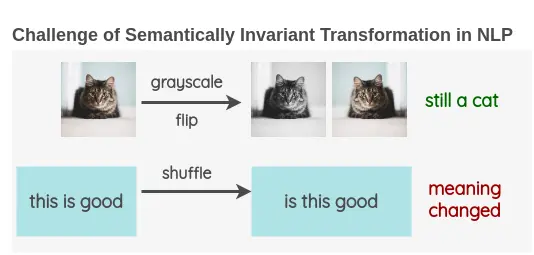 Challenge of Semantically Invariant Transformation in NLP
grayscale
flip
still a cat
this is good
shuffle
is this good
meaning
changed